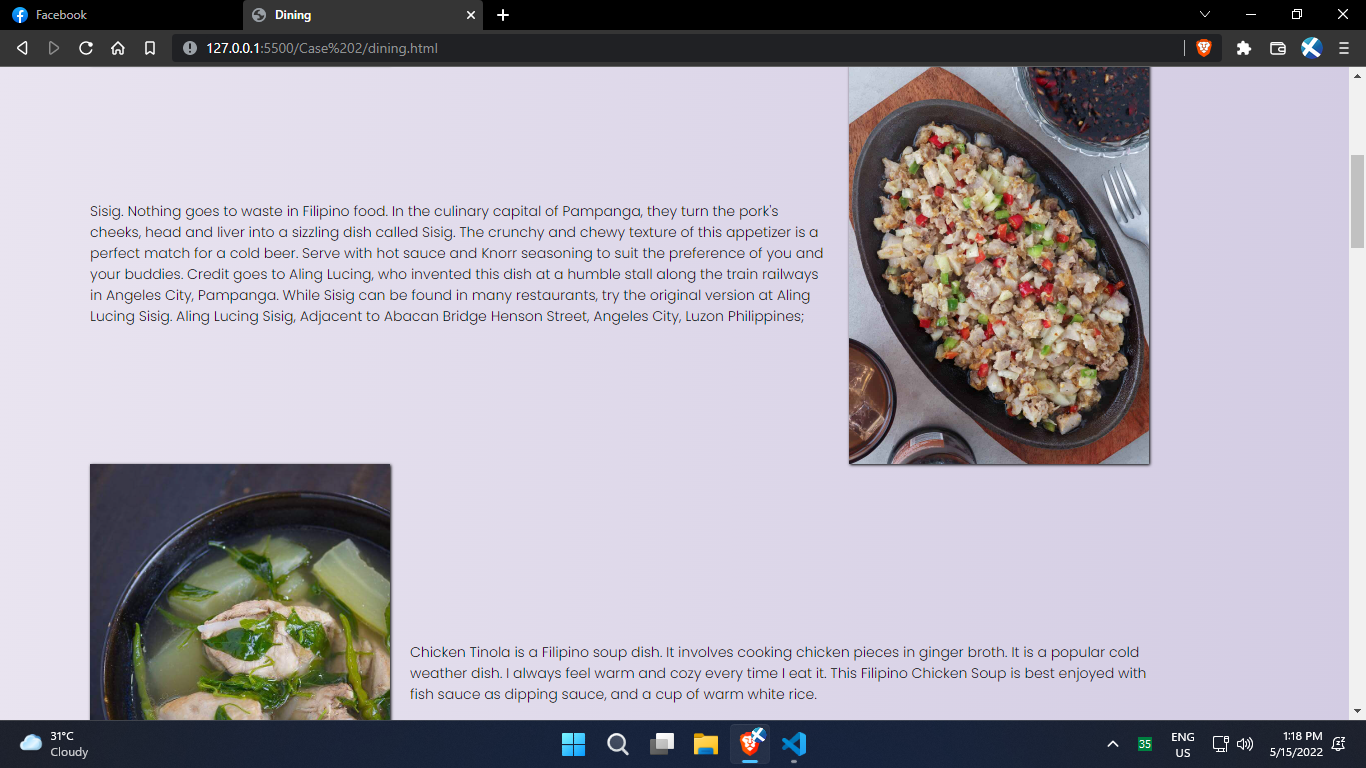 Facebook
Dining
127.0.0.1:5500/Case%202/dining.html
Sisig. Nothing goes to waste in Filipino food. In the culinary capital of Pampanga, they turn the pork's
cheeks, head and liver into a sizzling dish called Sisig. The crunchy and chewy texture of this appetizer is a
perfect match for a cold beer. Serve with hot sauce and Knorr seasoning to suit the preference of you and
your buddies. Credit goes to Aling Lucing, who invented this dish at a humble stall along the train railways
in Angeles City, Pampanga. While Sisig can be found in many restaurants, try the original version at Aling
Lucing Sisig. Aling Lucing Sisig, Adjacent to Abacan Bridge Henson Street, Angeles City, Luzon Philippines;
Chicken Tinola is a Filipino soup dish. It involves cooking chicken pieces in ginger broth. It is a popular cold
weather dish. I always feel warm and cozy every time I eat it. This Filipino Chicken Soup is best enjoyed with
fish sauce as dipping sauce, and a cup of warm white rice.
31°C
Cloudy
35
ENG
US
1:18 PM
5/15/2022